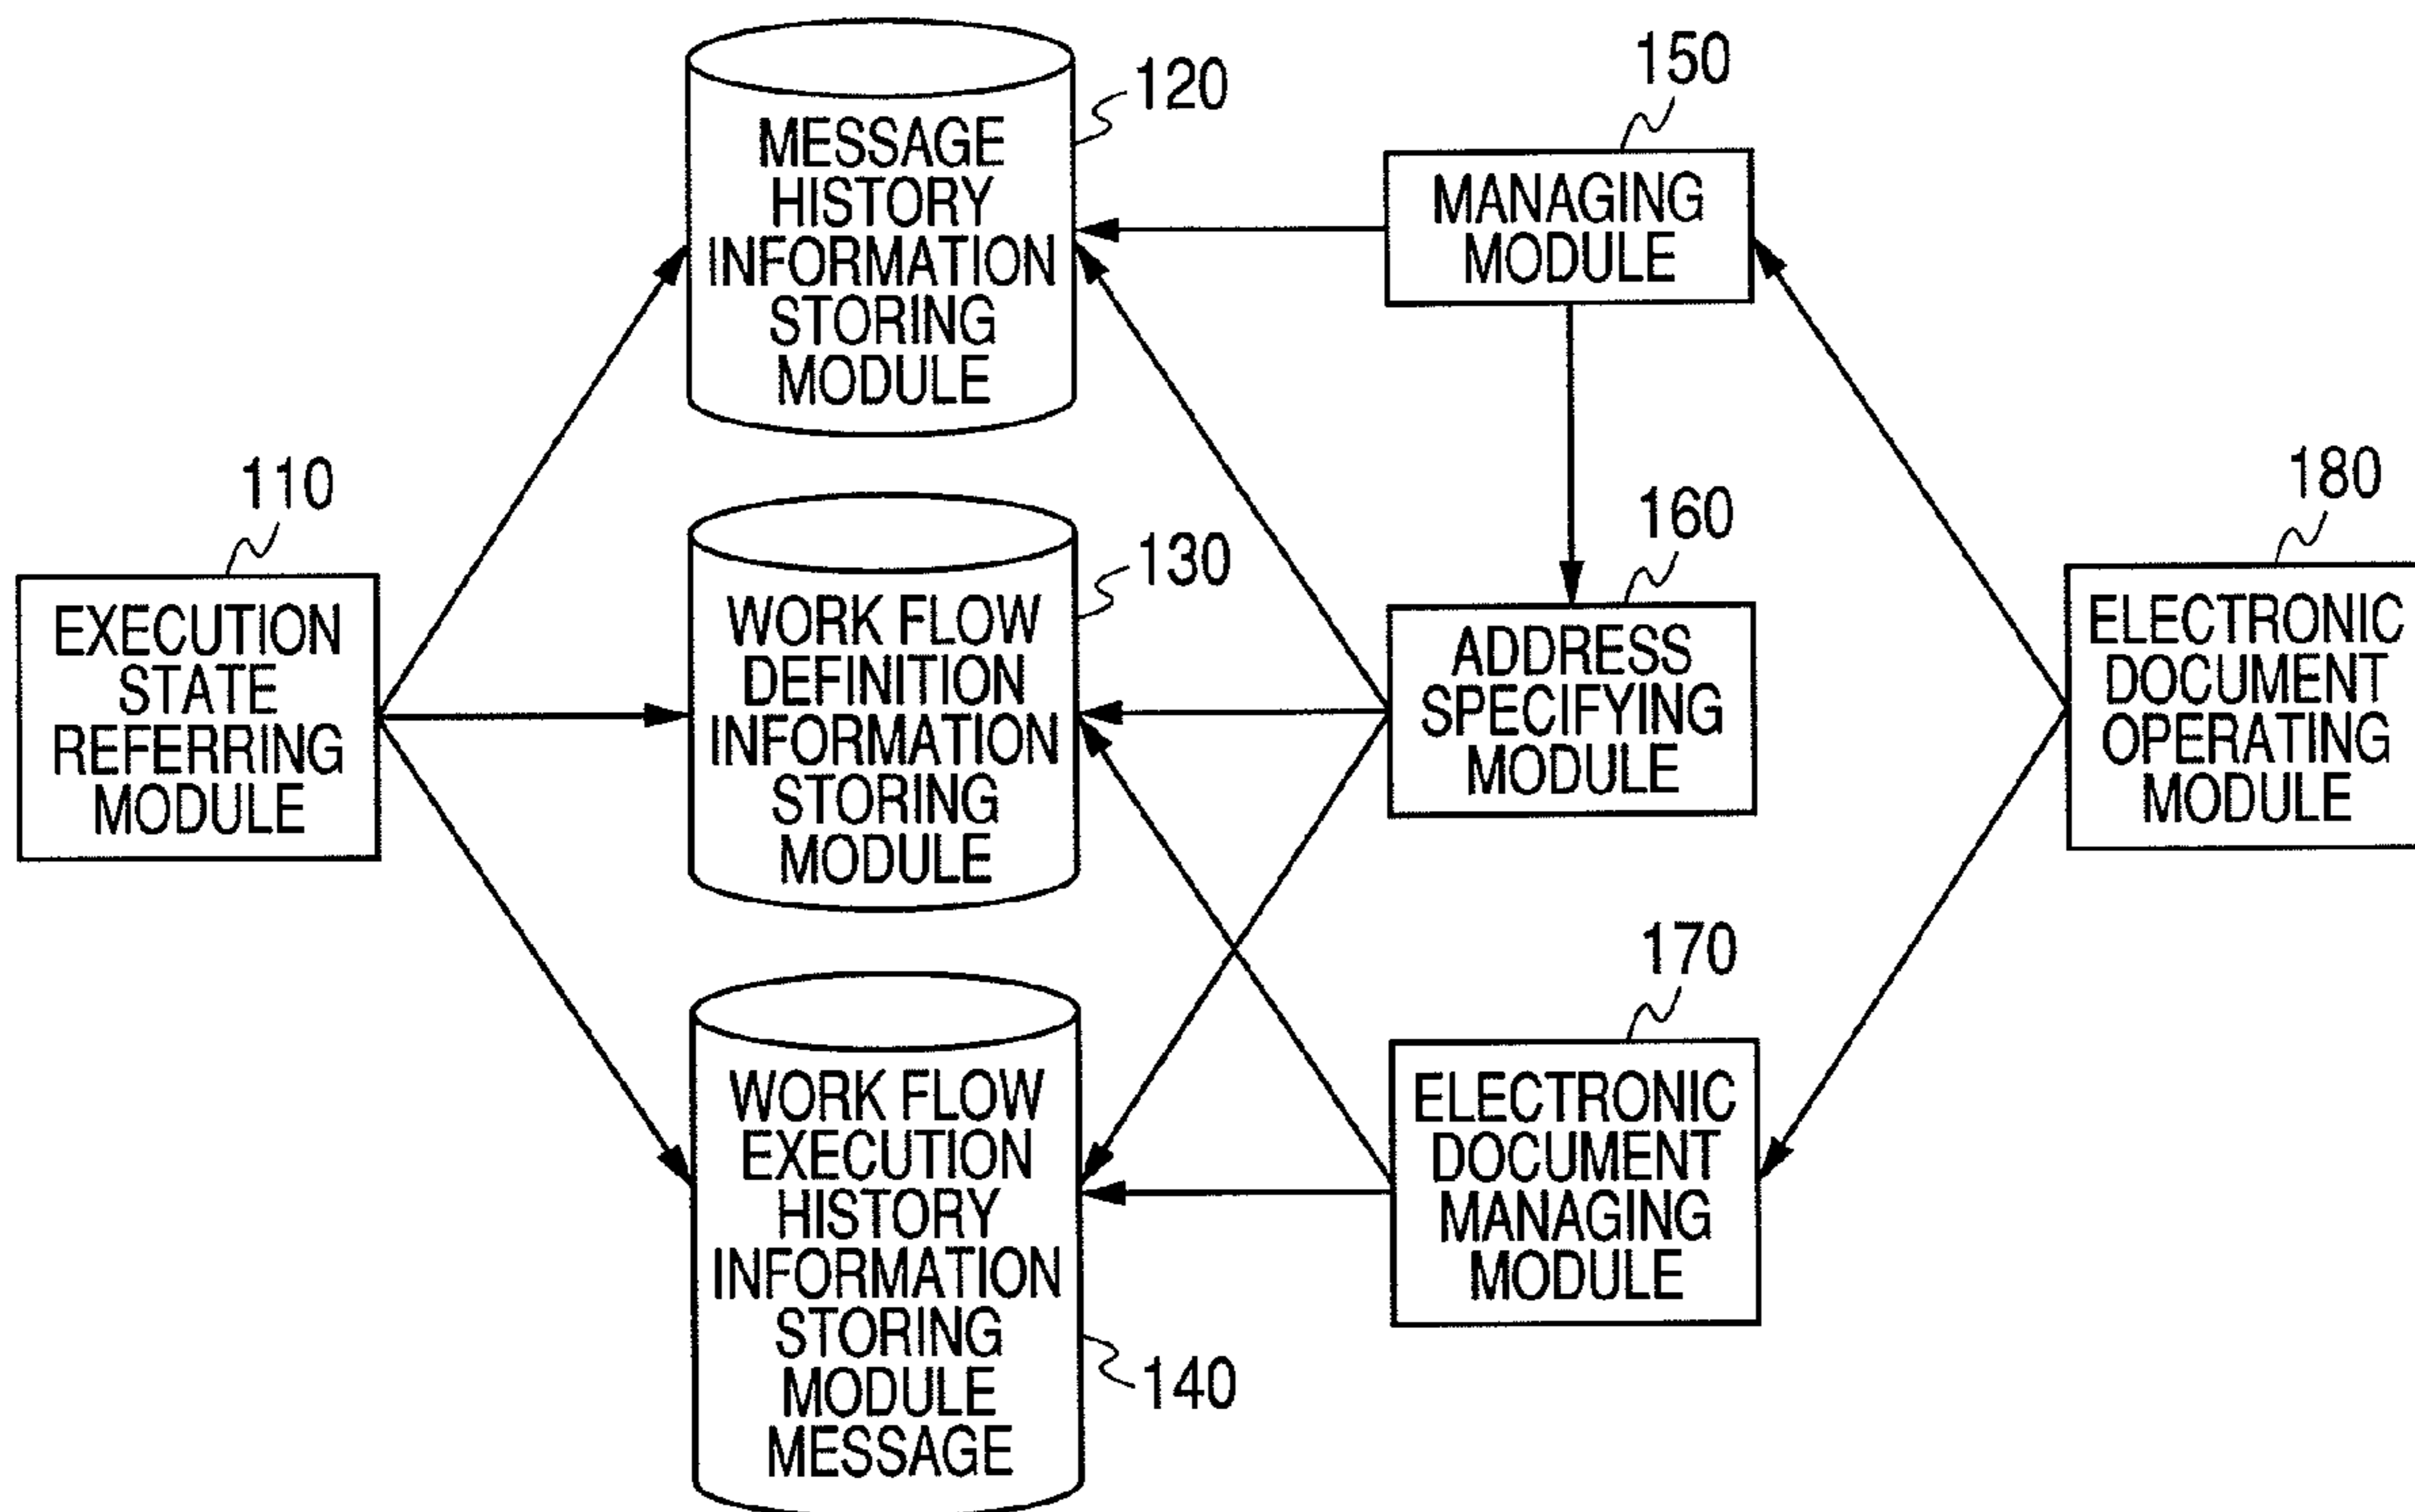 120
MESSAGE
HISTORY
INFORMATION
STORING
MODULE
150
MANAGING
MODULE
110
EXECUTION
STATE
REFERRING
MODULE
130
WORK FLOW
DEFINITION
INFORMATION
STORING
MODULE
160
ADDRESS
SPECIFYING
MODULE
180
ELECTRONIC
DOCUMENT
OPERATING
MODULE
140
WORK FLOW
EXECUTION
HISTORY
INFORMATION
STORING
MODULE
MESSAGE
170
ELECTRONIC
DOCUMENT
MANAGING
MODULE